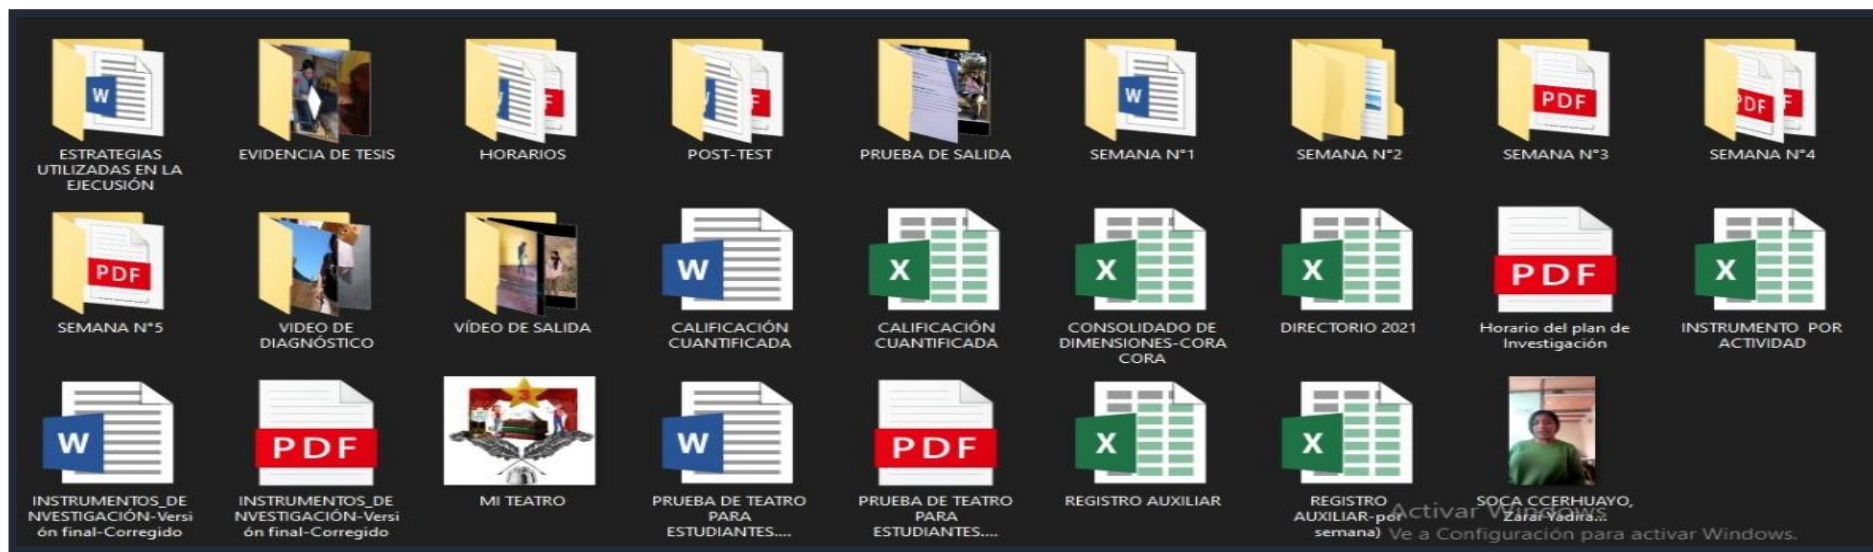 ESTRATEGIAS
UTILIZADAS EN LA
EJECUSIÓN
EVIDENCIA DE TESIS
HORARIOS
POST-TEST
PRUEBA DE SALIDA
SEMANA N°1
SEMANA N°2
SEMANA N°3
SEMANA N°4
W
F
F
W
PDF
PDF
F
SEMANA N°5
VIDEO DE
DIAGNÓSTICO
VÍDEO DE SALIDA
CALIFICACIÓN
CUANTIFICADA
CALIFICACIÓN
CUANTIFICADA
CONSOLIDADO DE
DIMENSIONES-CORA
CORA
DIRECTORIO 2021
Horario del plan de
Investigación
INSTRUMENTO POR
ACTIVIDAD
PDF
W
X
X
X
PDF
X
INSTRUMENTOS_DE
NVESTIGACIÓN-Versi
ón final-Corregido
INSTRUMENTOS_DE
NVESTIGACIÓN-Versi
ón final-Corregido
MI TEATRO
PRUEBA DE TEATRO
PARA
ESTUDIANTES....
PRUEBA DE TEATRO
PARA
ESTUDIANTES....
REGISTRO AUXILIAR
REGISTRO
AUXILIAR-por
semana)
SOCA CCERHUAYO,
Zarai Yadira...
W
PDF
3
W
PDF
X
X
Activar Windows
Ve a Configuración para activar Windows.